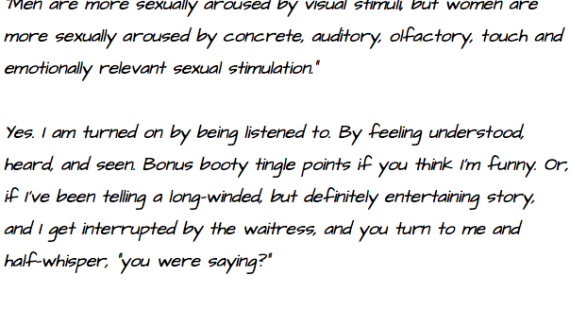 "Men are more sexually aroused by visual stimuli, but women are
more sexually aroused by concrete, auditory, olfactory, touch and
emotionally relevant sexual stimulation."
Yes. I am turned on by being listened to. By feeling understood,
heard, and seen. Bonus booty tingle points if you think I'm funny. Or,
if I've been telling a long-winded, but definitely entertaining story,
and I get interrupted by the waitress, and you turn to me and
half-whisper, "you were saying?"